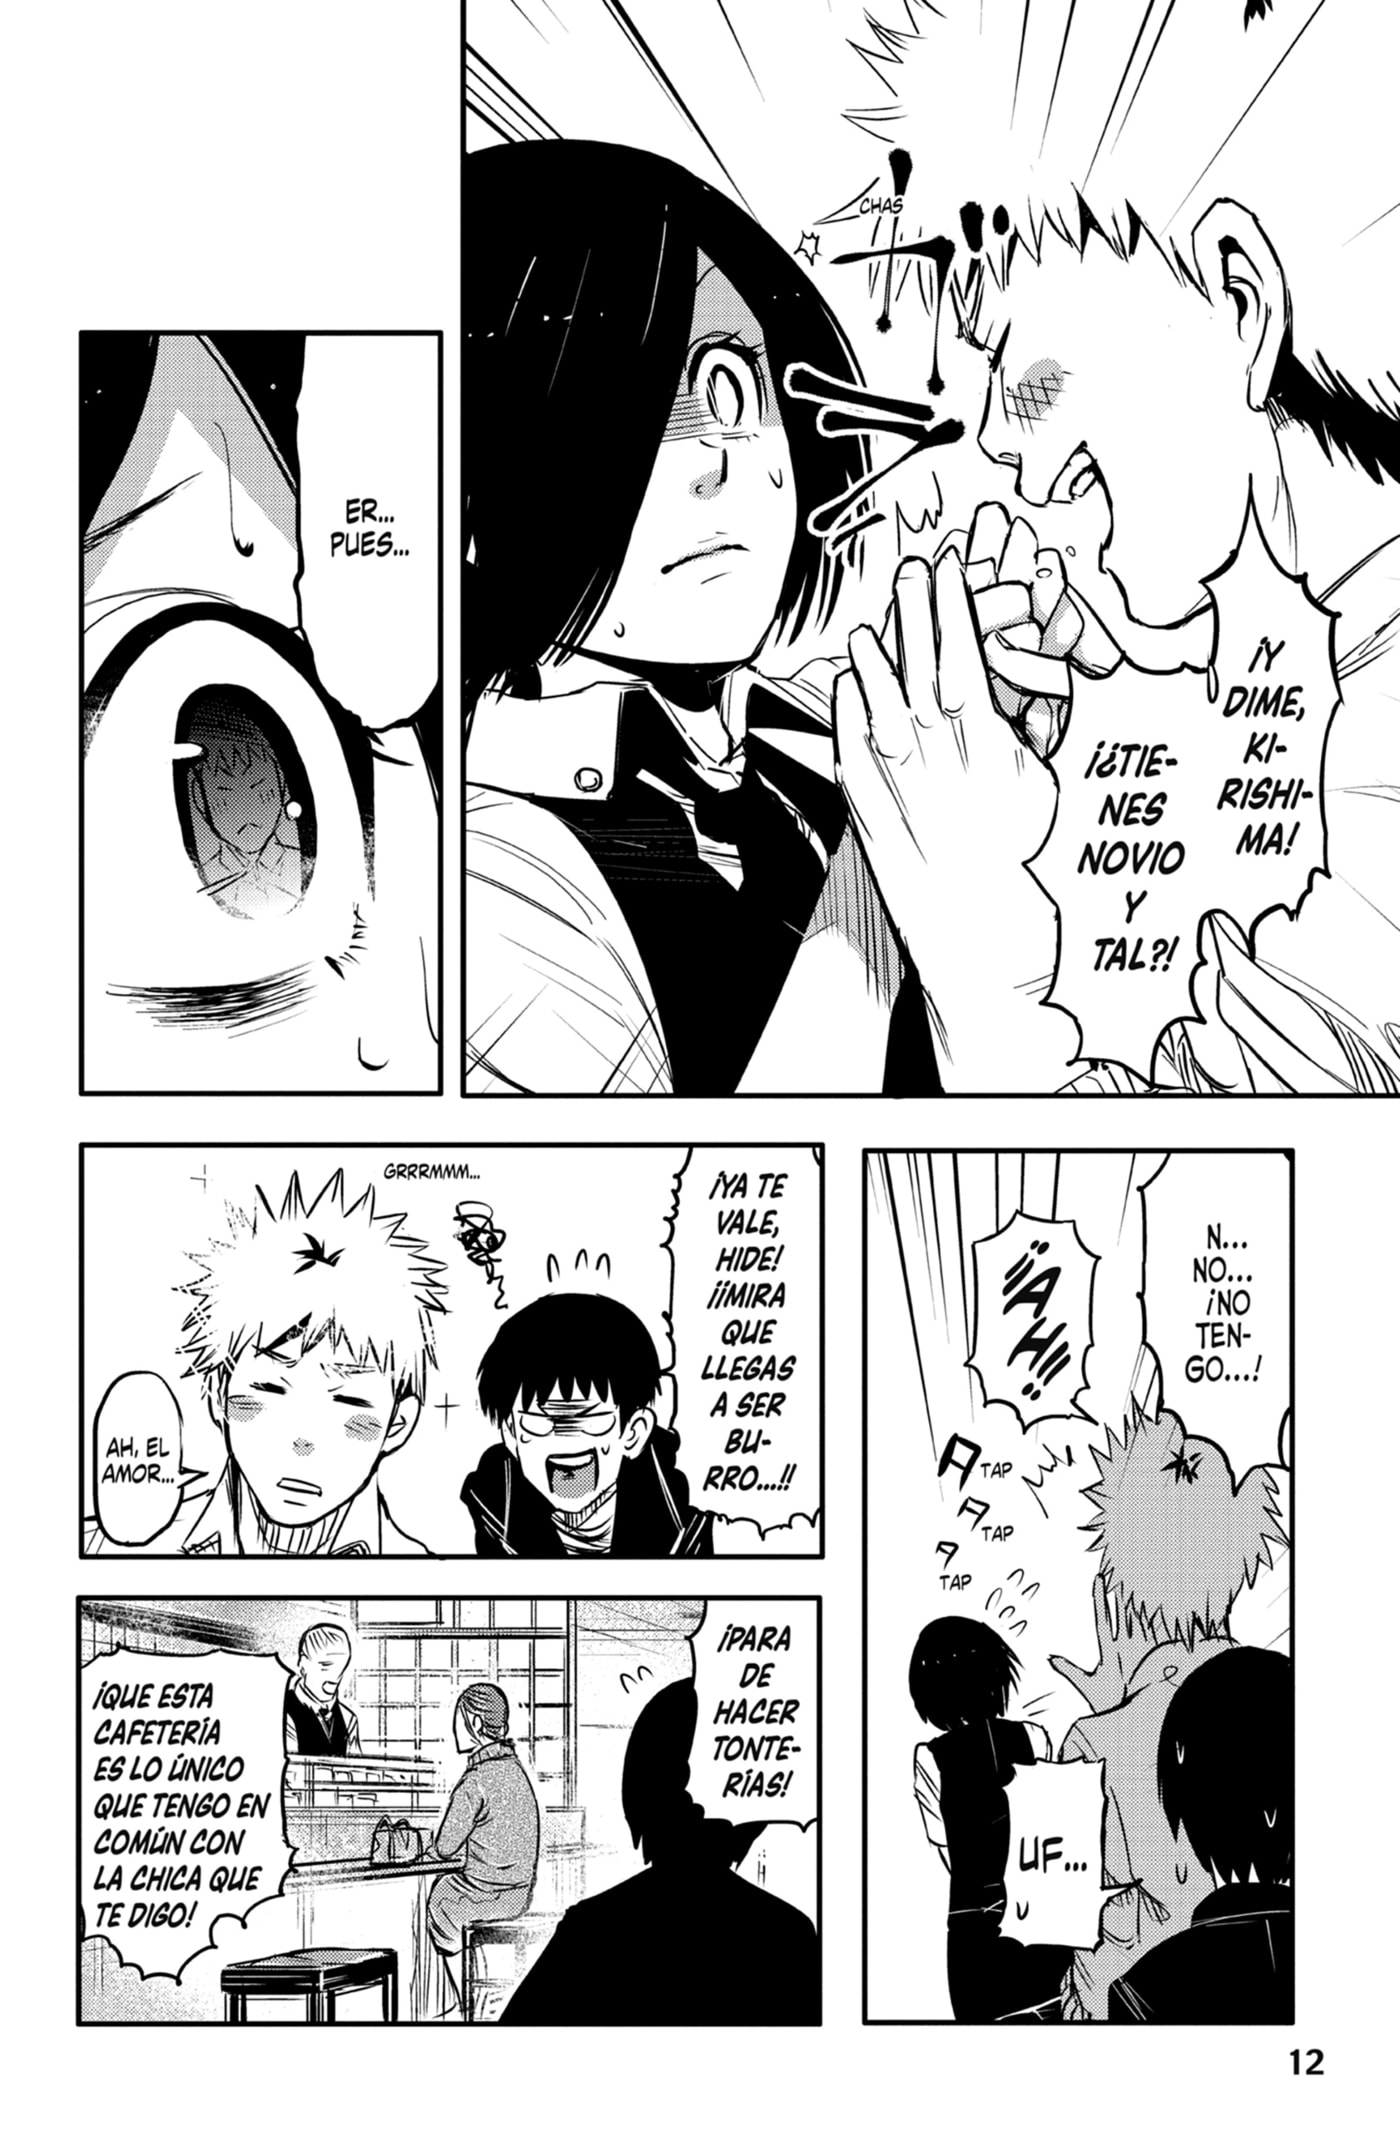 CHAS
¡Y
DIME,
KI-
RISHI-
MA!
¡¿TIE-
NES
NOVIO
Y
TAL?!
ER...
PUES...
N...
NO...
¡NO
TEN-
GO...!
¡¡AH!!
TAP
TAP
TAP
UF...
¡YA TE
VALE,
HIDE!
¡¡MIRA
QUE
LLEGAS
A SER
BU-
RRO...!!
GRRRMMM...
AH, EL
AMOR...
¡PARA
DE
HACER
TONTE-
RÍAS!
¡QUE ESTA
CAFETERÍA
ES LO ÚNICO
QUE TENGO EN
COMÚN CON
LA CHICA QUE
TE DIGO!
12